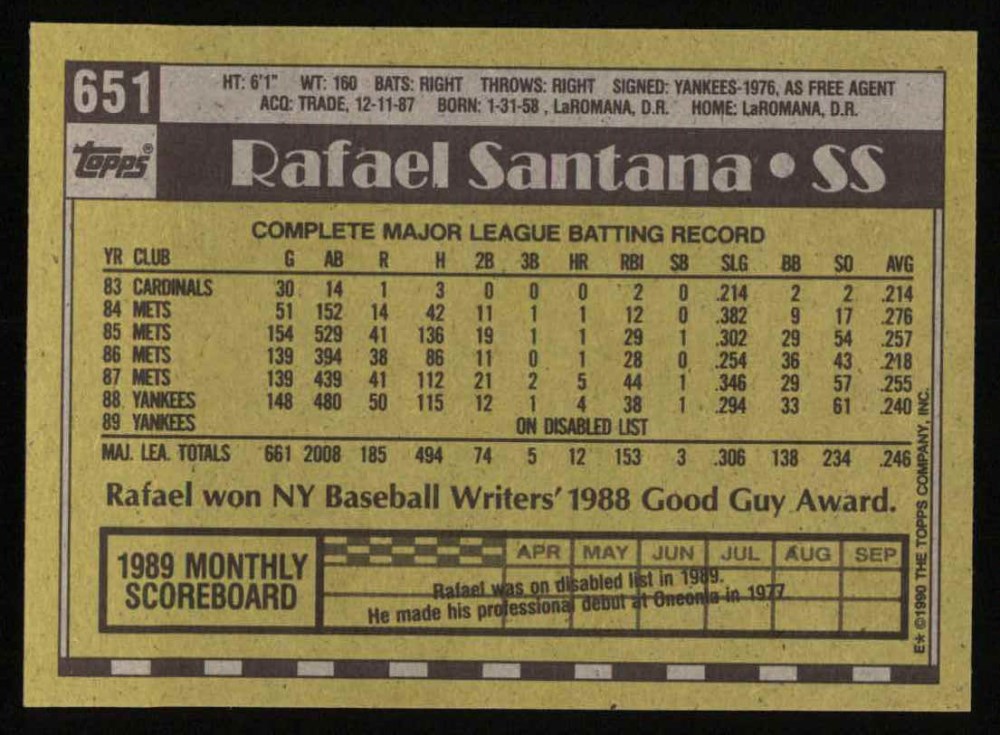 651
HT: 6'1" WT: 160 BATS: RIGHT THROWS: RIGHT SIGNED: YANKEES-1976, AS FREE AGENT
ACQ: TRADE, 12-11-87 BORN: 1-31-58 , LaROMANA, D.R. HOME: LaROMANA, D.R.
Topps®
Rafael Santana • SS
COMPLETE MAJOR LEAGUE BATTING RECORD
YR CLUB G AB R H 2B 3B HR RBI SB SLG BB SO AVG
83 CARDINALS 30 14 1 3 0 0 0 2 0 .214 2 2 .214
84 METS 51 152 14 42 11 1 1 12 0 .382 9 17 .276
85 METS 154 529 41 136 19 1 1 29 1 .302 29 54 .257
86 METS 139 394 38 86 11 0 1 28 0 .254 36 43 .218
87 METS 139 439 41 112 21 2 5 44 1 .346 29 57 .255
88 YANKEES 148 480 50 115 12 1 4 38 1 .294 33 61 .240
89 YANKEES ON DISABLED LIST
MAJ. LEA. TOTALS 661 2008 185 494 74 5 12 153 3 .306 138 234 .246
Rafael won NY Baseball Writers' 1988 Good Guy Award.
1989 MONTHLY
SCOREBOARD
APR MAY JUN JUL AUG SEP
Rafael was on disabled list in 1989.
He made his professional debut at Oneonta in 1977
E* ©1990 THE TOPPS COMPANY, INC.